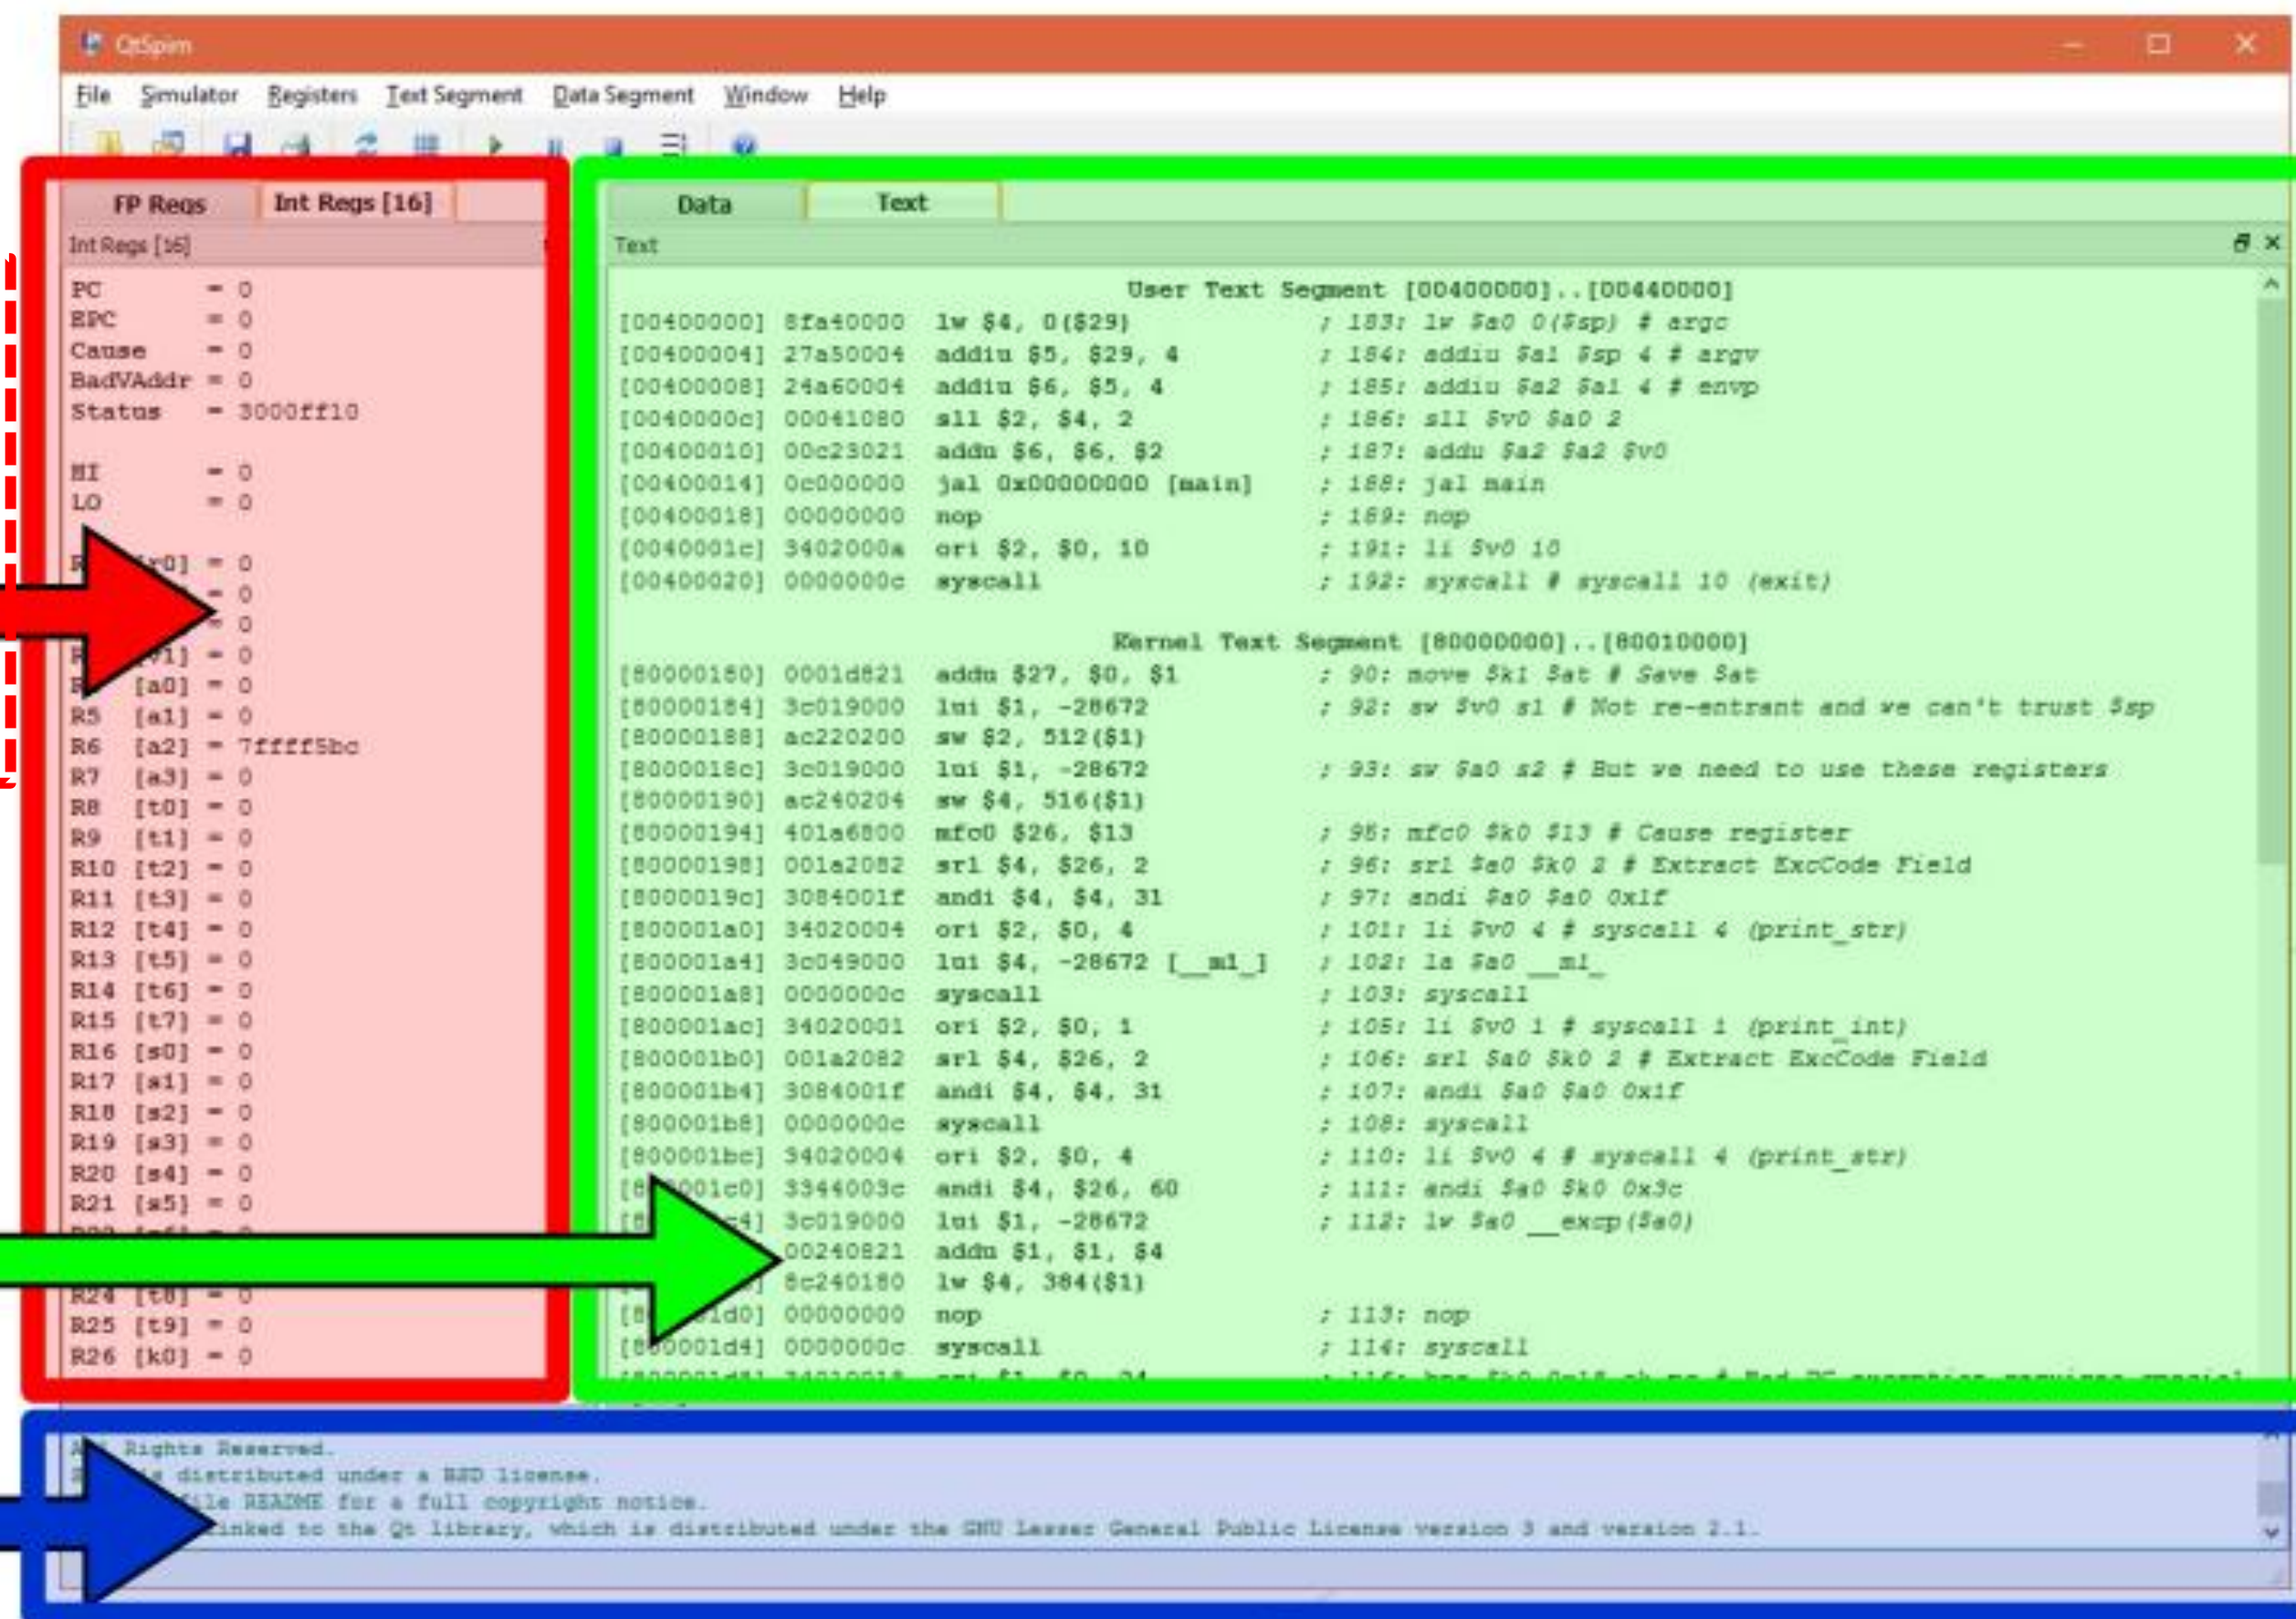 QtSpim
File Simulator Registers Text Segment Data Segment Window Help
FP Regs Int Regs [16]
Int Regs [16]
PC = 0
EPC = 0
Cause = 0
BadVAddr = 0
Status = 3000ff10
HI = 0
LO = 0
[r0] = 0
= 0
= 0
= 0
[a0] = 0
R5 [a1] = 0
R6 [a2] = 7ffff5bc
R7 [a3] = 0
R8 [t0] = 0
R9 [t1] = 0
R10 [t2] = 0
R11 [t3] = 0
R12 [t4] = 0
R13 [t5] = 0
R14 [t6] = 0
R15 [t7] = 0
R16 [s0] = 0
R17 [s1] = 0
R18 [s2] = 0
R19 [s3] = 0
R20 [s4] = 0
R21 [s5] = 0
R24 [t8] = 0
R25 [t9] = 0
R26 [k0] = 0
Data Text
Text
User Text Segment [00400000]..[00440000]
[00400000] 8fa40000 lw $4, 0($29) ; 183: lw $a0 0($sp) # argc
[00400004] 27a50004 addiu $5, $29, 4 ; 184: addiu $a1 $sp 4 # argv
[00400008] 24a60004 addiu $6, $5, 4 ; 185: addiu $a2 $a1 4 # envp
[0040000c] 00041080 sll $2, $4, 2 ; 186: sll $v0 $a0 2
[00400010] 00c23021 addu $6, $6, $2 ; 187: addu $a2 $a2 $v0
[00400014] 0c000000 jal 0x00000000 [main] ; 188: jal main
[00400018] 00000000 nop ; 189: nop
[0040001c] 3402000a ori $2, $0, 10 ; 191: li $v0 10
[00400020] 0000000c syscall ; 192: syscall # syscall 10 (exit)
Kernel Text Segment [80000000]..[80010000]
[80000180] 0001d821 addu $27, $0, $1 ; 90: move $k1 $at # Save $at
[80000184] 3c019000 lui $1, -28672 ; 92: sw $v0 s1 # Not re-entrant and we can't trust $sp
[80000188] ac220200 sw $2, 512($1)
[8000018c] 3c019000 lui $1, -28672 ; 93: sw $a0 s2 # But we need to use these registers
[80000190] ac240204 sw $4, 516($1)
[80000194] 401a6800 mfc0 $26, $13 ; 95: mfc0 $k0 $13 # Cause register
[80000198] 001a2082 srl $4, $26, 2 ; 96: srl $a0 $k0 2 # Extract ExcCode Field
[8000019c] 3084001f andi $4, $4, 31 ; 97: andi $a0 $a0 0x1f
[800001a0] 34020004 ori $2, $0, 4 ; 101: li $v0 4 # syscall 4 (print_str)
[800001a4] 3c049000 lui $4, -28672 [__m1_] ; 102: la $a0 __m1_
[800001a8] 0000000c syscall ; 103: syscall
[800001ac] 34020001 ori $2, $0, 1 ; 105: li $v0 1 # syscall 1 (print_int)
[800001b0] 001a2082 srl $4, $26, 2 ; 106: srl $a0 $k0 2 # Extract ExcCode Field
[800001b4] 3084001f andi $4, $4, 31 ; 107: andi $a0 $a0 0x1f
[800001b8] 0000000c syscall ; 108: syscall
[800001bc] 34020004 ori $2, $0, 4 ; 110: li $v0 4 # syscall 4 (print_str)
3344003c andi $4, $26, 60 ; 111: andi $a0 $k0 0x3c
3c019000 lui $1, -28672 ; 112: lw $a0 __excp($a0)
00240821 addu $1, $1, $4
8c240180 lw $4, 384($1)
00000000 nop ; 113: nop
[800001d4] 0000000c syscall ; 114: syscall
Rights Reserved.
is distributed under a BSD license.
file README for a full copyright notice.
linked to the Qt library, which is distributed under the GNU Lesser General Public License version 3 and version 2.1.